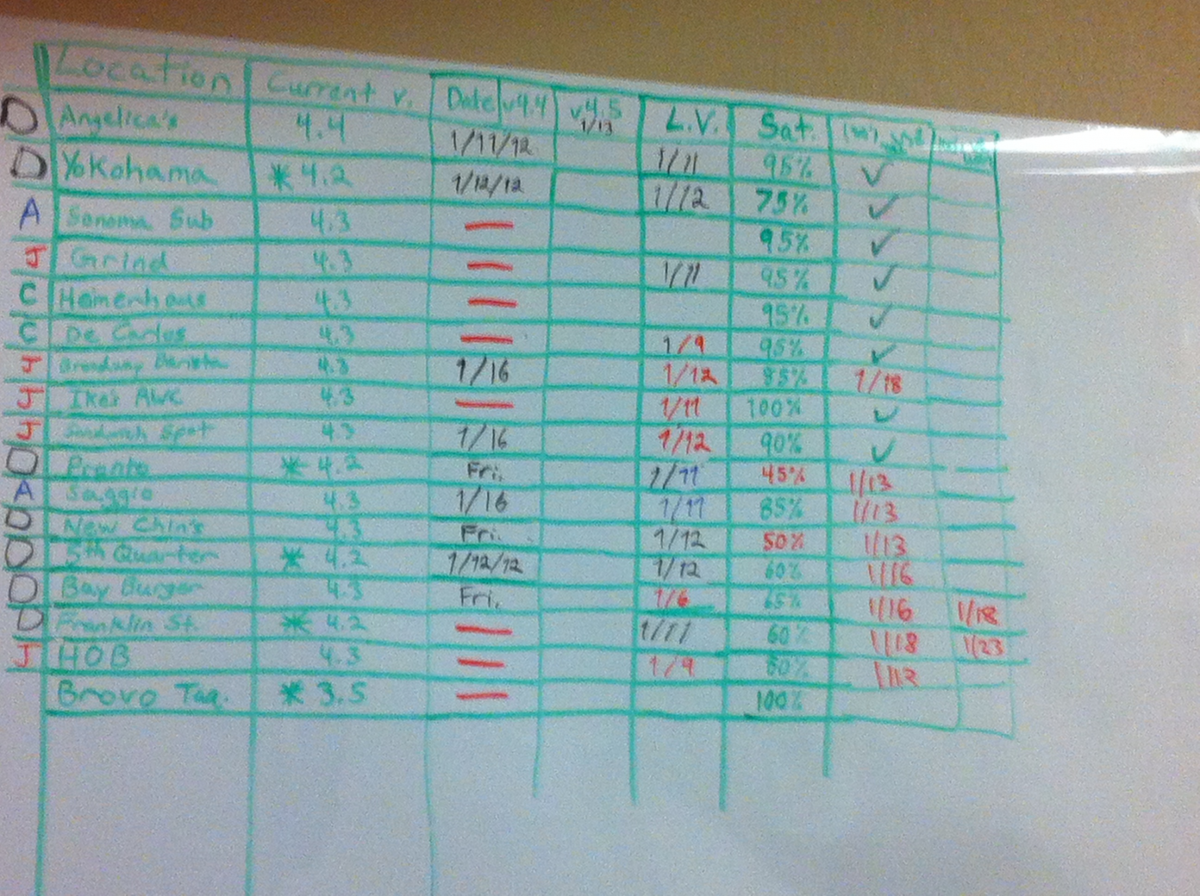 Location Current v. Date v4.4 v4.5 1/13 L.V. Sat.
D Angelica's 4.4 1/11/12 1/11 95% ✓
D Yokohama * 4.2 1/12/12 1/12 75% ✓
A Sonoma Sub 4.3 — 95% ✓
J Grind 4.3 — 1/11 95% ✓
C Heimenhaus 4.3 — 95% ✓
C De Carlos 4.3 — 1/9 95% ✓
J Broadway Barista 4.3 1/16 1/12 85% 1/18
J Ike's RWC 4.3 — 1/11 100% ✓
J Sandwich Spot 4.3 1/16 1/12 90% ✓
D Pronto * 4.2 Fri. 1/11 45% 1/13
A Saggio 4.3 1/16 1/11 85% 1/13
D New Chin's 4.3 Fri. 1/12 50% 1/13
D 5th Quarter * 4.2 1/12/12 1/12 60% 1/16
D Bay Burger 4.3 Fri. 1/6 65% 1/16 1/18
D Franklin St. * 4.2 — 1/11 60% 1/18 1/23
J HOB 4.3 — 1/9 80% 1/12
Brovo Taq. * 3.5 — 100%